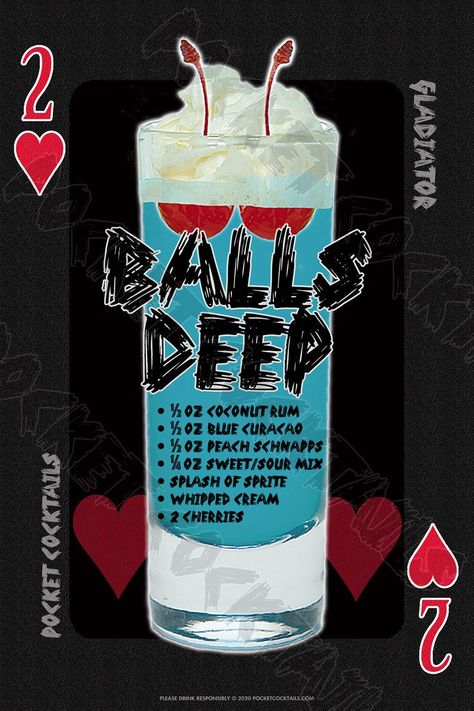 2
GLADIATOR
BALLS
DEEP
• ½ OZ COCONUT RUM
• ½ OZ BLUE CURACAO
• ½ OZ PEACH SCHNAPPS
• ¼ OZ SWEET/SOUR MIX
• SPLASH OF SPRITE
• WHIPPED CREAM
• 2 CHERRIES
POCKET COCKTAILS
2
PLEASE DRINK RESPONSIBLY © 2020 POCKETCOCKTAILS.COM